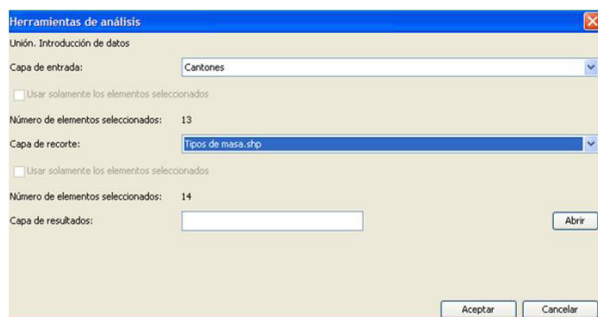 Herramientas de análisis
Unión. Introducción de datos
Capa de entrada: Cantones
Usar solamente los elementos seleccionados
Número de elementos seleccionados: 13
Capa de recorte: Tipos de masa.shp
Usar solamente los elementos seleccionados
Número de elementos seleccionados: 14
Capa de resultados: Abrir
Aceptar Cancelar